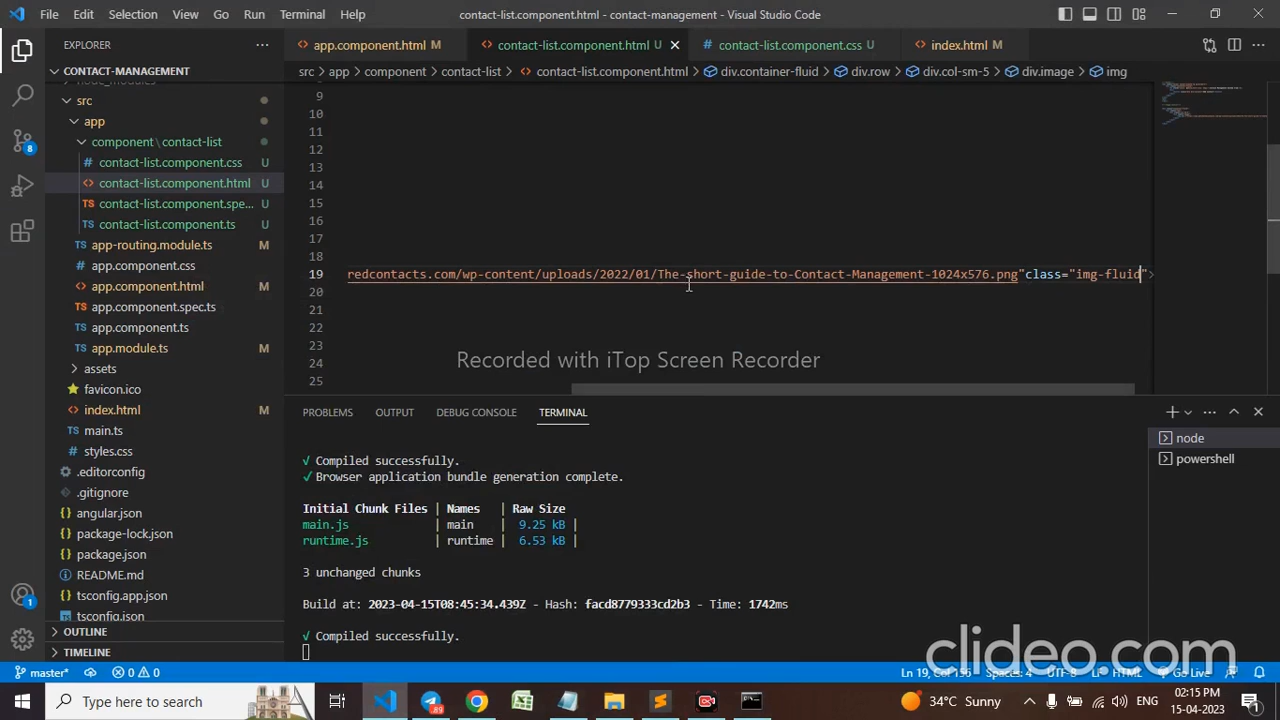 File Edit Selection View Go Run Terminal Help contact-list.component.html - contact-management - Visual Studio Code
EXPLORER app.component.html M contact-list.component.html U contact-list.component.css U index.html M
CONTACT-MANAGEMENT src app component contact-list contact-list.component.html div.container-fluid div.row div.col-sm-5 div.image img
node_modules
src
app
component \ contact-list
contact-list.component.css U
contact-list.component.html U
contact-list.component.spe... U
contact-list.component.ts U
app-routing.module.ts M
app.component.css
app.component.html M
app.component.spec.ts
app.component.ts
app.module.ts M
assets
favicon.ico
index.html M
main.ts
styles.css
.editorconfig
.gitignore
angular.json
package-lock.json
package.json
README.md
tsconfig.app.json
tsconfig.json
OUTLINE
TIMELINE
9
10
11
12
13
14
15
16
17
18
19 redcontacts.com/wp-content/uploads/2022/01/The-short-guide-to-Contact-Management-1024x576.png"class="img-fluid">
20
21
22
23
24
25
Recorded with iTop Screen Recorder
PROBLEMS OUTPUT DEBUG CONSOLE TERMINAL
node
powershell
√ Compiled successfully.
✓ Browser application bundle generation complete.
Initial Chunk Files | Names | Raw Size
main.js | main | 9.25 kB |
runtime.js | runtime | 6.53 kB |
3 unchanged chunks
Build at: 2023-04-15T08:45:34.439Z - Hash: facd8779333cd2b3 - Time: 1742ms
√ Compiled successfully.
clideo.com
master* 0 0 Ln 19, Col 156 Spaces: 4 UTF-8 LF HTML Go Live
Type here to search 89 34°C Sunny ENG 02:15 PM
15-04-2023 1
8
1